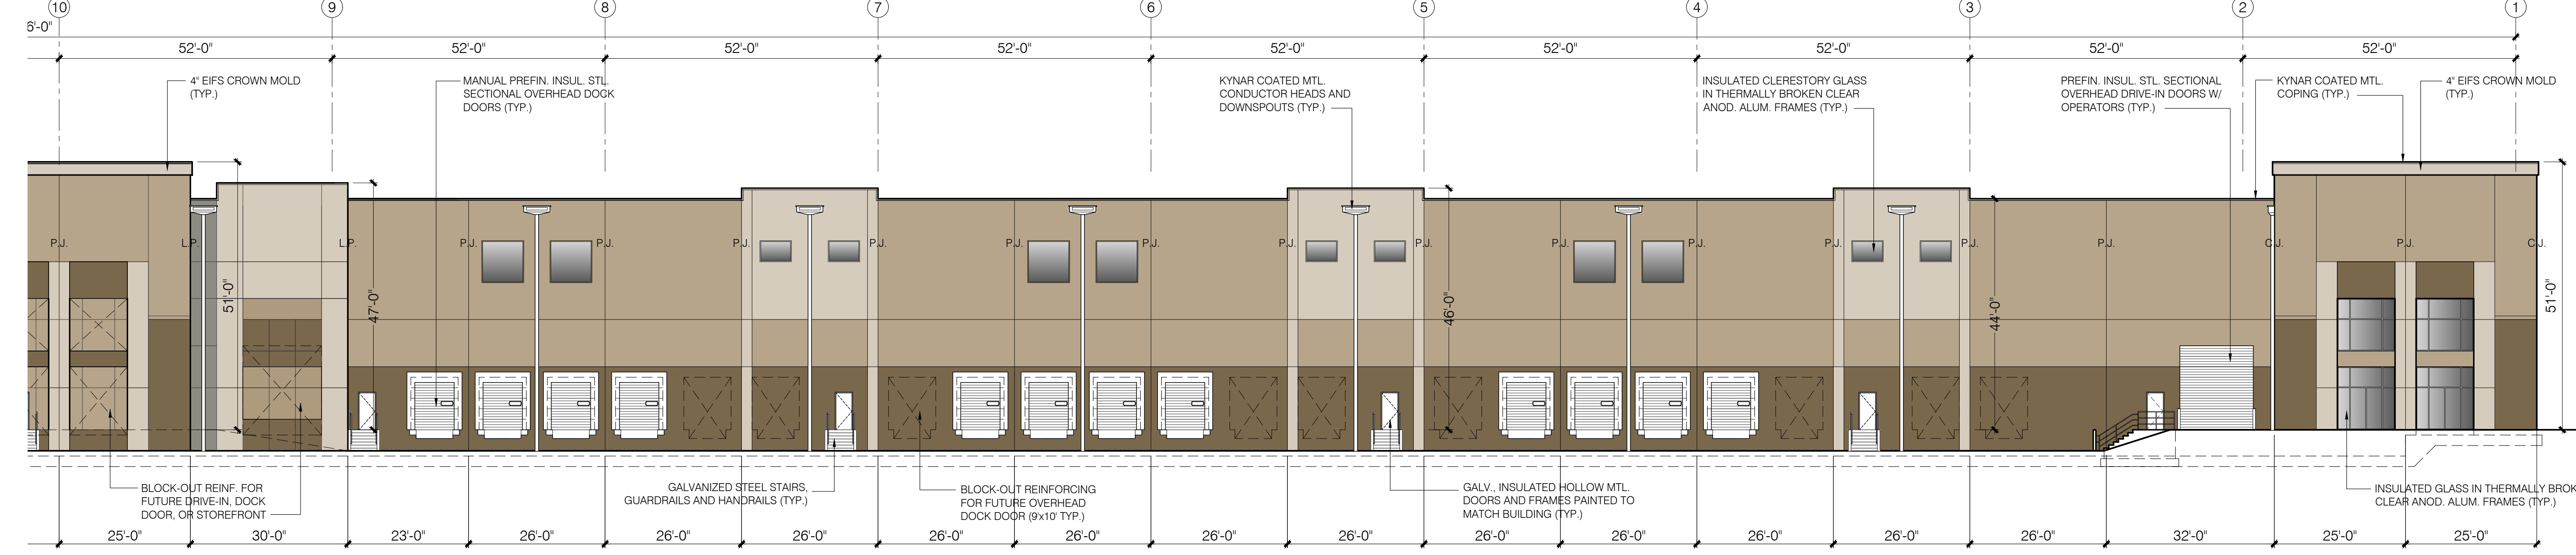 10 9 8 7 6 5 4 3 2 1
6'-0"
52'-0" 52'-0" 52'-0" 52'-0" 52'-0" 52'-0" 52'-0" 52'-0" 52'-0"
4" EIFS CROWN MOLD
(TYP.)
MANUAL PREFIN. INSUL. STL.
SECTIONAL OVERHEAD DOCK
DOORS (TYP.)
KYNAR COATED MTL.
CONDUCTOR HEADS AND
DOWNSPOUTS (TYP.)
INSULATED CLERESTORY GLASS
IN THERMALLY BROKEN CLEAR
ANOD. ALUM. FRAMES (TYP.)
PREFIN. INSUL. STL. SECTIONAL
OVERHEAD DRIVE-IN DOORS W/
OPERATORS (TYP.)
KYNAR COATED MTL.
COPING (TYP.)
4" EIFS CROWN MOLD
(TYP.)
P.J. L.P. L.P. P.J. P.J. P.J. P.J. P.J. P.J. P.J. P.J. P.J. P.J. P.J. P.J. P.J. C.J. P.J. C.J.
51'-0"
47'-0"
46'-0"
44'-0"
51'-0"
BLOCK-OUT REINF. FOR
FUTURE DRIVE-IN, DOCK
DOOR, OR STOREFRONT
GALVANIZED STEEL STAIRS,
GUARDRAILS AND HANDRAILS (TYP.)
BLOCK-OUT REINFORCING
FOR FUTURE OVERHEAD
DOCK DOOR (9'x10' TYP.)
GALV., INSULATED HOLLOW MTL.
DOORS AND FRAMES PAINTED TO
MATCH BUILDING (TYP.)
INSULATED GLASS IN THERMALLY BROK
CLEAR ANOD. ALUM. FRAMES (TYP.)
25'-0" 30'-0" 23'-0" 26'-0" 26'-0" 26'-0" 26'-0" 26'-0" 26'-0" 26'-0" 26'-0" 26'-0" 26'-0" 26'-0" 26'-0" 32'-0" 25'-0" 25'-0"